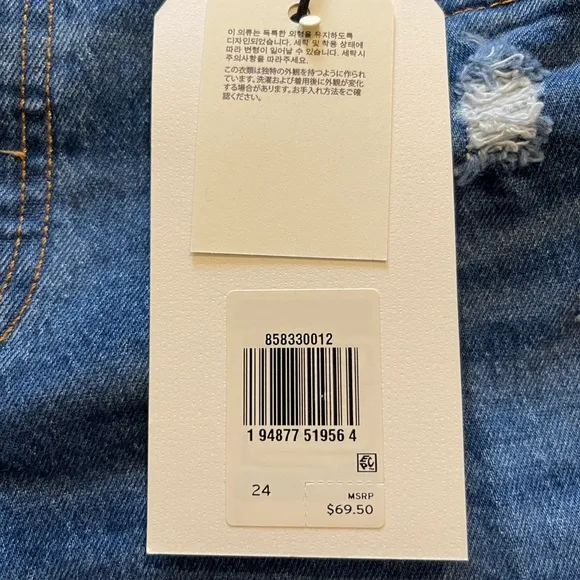 이 의류는 독특한 외형을 유지하도록
디자인되었습니다. 세탁 및 착용 상태에
따라 변형이 일어날 수 있습니다. 세탁시
주의사항을 따라주세요.
この衣類は独特の外観を持つように作られ
ています。洗濯および着用後に外観が変化
する場合があります。お手入れ方法をご確
認ください。
858330012
1 94877 51956 4
24
MSRP
$69.50